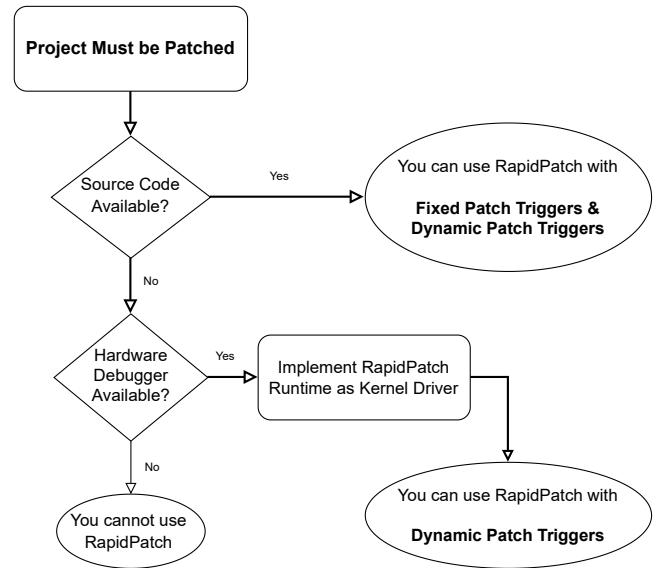 Project Must be Patched
Source Code
Available?
Yes
You can use RapidPatch with
Fixed Patch Triggers &
Dynamic Patch Triggers
No
Hardware
Debugger
Available?
Yes
Implement RapidPatch
Runtime as Kernel Driver
No
You cannot use
RapidPatch
You can use RapidPatch with
Dynamic Patch Triggers